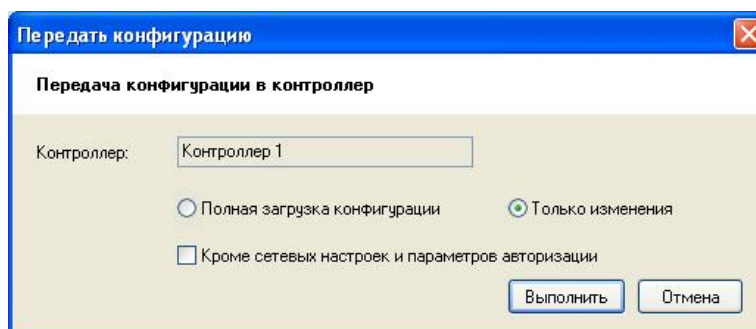 Передать конфигурацию
Передача конфигурации в контроллер
Контроллер: Контроллер 1
Полная загрузка конфигурации Только изменения
Кроме сетевых настроек и параметров авторизации
Выполнить Отмена